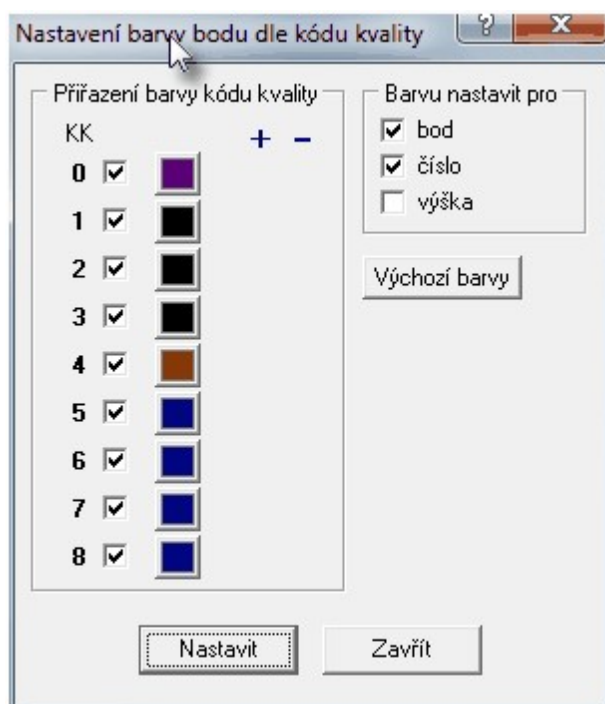 Nastavení barvy bodu dle kódu kvality
Přiřazení barvy kódu kvality
KK + -
0
1
2
3
4
5
6
7
8
Barvu nastavit pro
bod
číslo
výška
Výchozí barvy
Nastavit
Zavřít